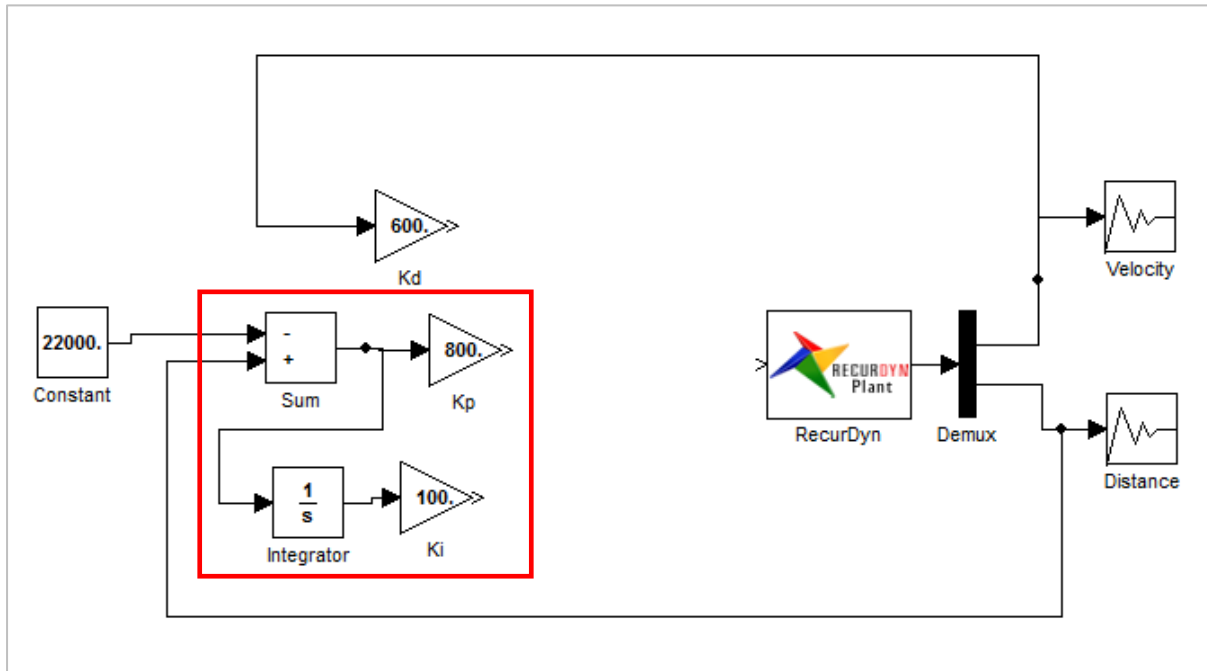 600.
Kd
Velocity
22000.
Constant
-
+
Sum
800.
Kp
RECURDYN
Plant
RecurDyn
Demux
1
s
Integrator
100.
Ki
Distance